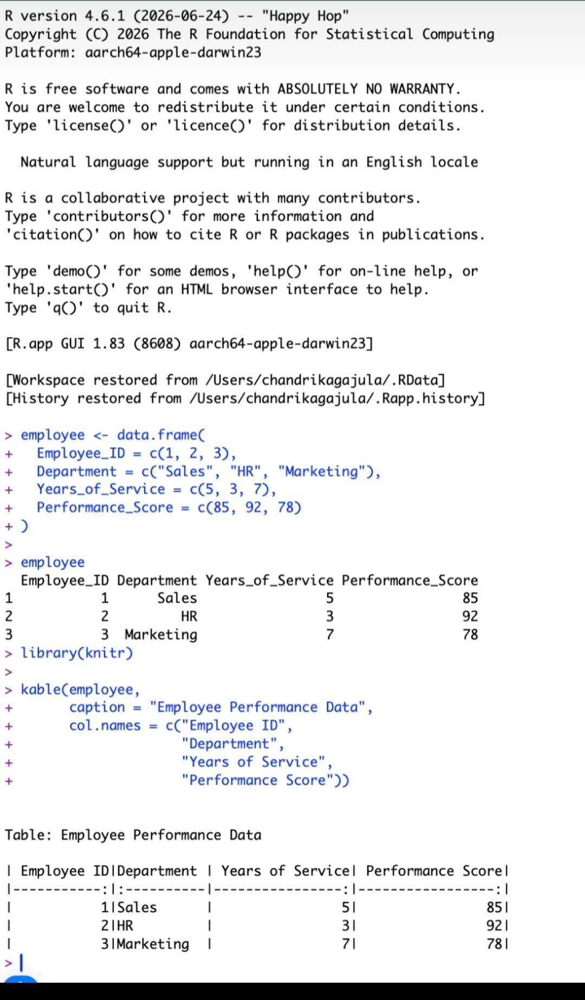 R version 4.6.1 (2026-06-24) -- "Happy Hop"
Copyright (C) 2026 The R Foundation for Statistical Computing
Platform: aarch64-apple-darwin23

R is free software and comes with ABSOLUTELY NO WARRANTY.
You are welcome to redistribute it under certain conditions.
Type 'license()' or 'licence()' for distribution details.

  Natural language support but running in an English locale

R is a collaborative project with many contributors.
Type 'contributors()' for more information and
'citation()' on how to cite R or R packages in publications.

Type 'demo()' for some demos, 'help()' for on-line help, or
'help.start()' for an HTML browser interface to help.
Type 'q()' to quit R.

[R.app GUI 1.83 (8608) aarch64-apple-darwin23]

[Workspace restored from /Users/chandrikagajula/.RData]
[History restored from /Users/chandrikagajula/.Rapp.history]

> employee <- data.frame(
+   Employee_ID = c(1, 2, 3),
+   Department = c("Sales", "HR", "Marketing"),
+   Years_of_Service = c(5, 3, 7),
+   Performance_Score = c(85, 92, 78)
+ )
>
> employee
  Employee_ID Department Years_of_Service Performance_Score
1           1      Sales                5                85
2           2         HR                3                92
3           3  Marketing                7                78
> library(knitr)
>
> kable(employee,
+       caption = "Employee Performance Data",
+       col.names = c("Employee ID",
+                     "Department",
+                     "Years of Service",
+                     "Performance Score"))


Table: Employee Performance Data

| Employee ID|Department | Years of Service| Performance Score|
|-----------:|:----------|----------------:|-----------------:|
|           1|Sales      |                5|                85|
|           2|HR         |                3|                92|
|           3|Marketing  |                7|                78|
>